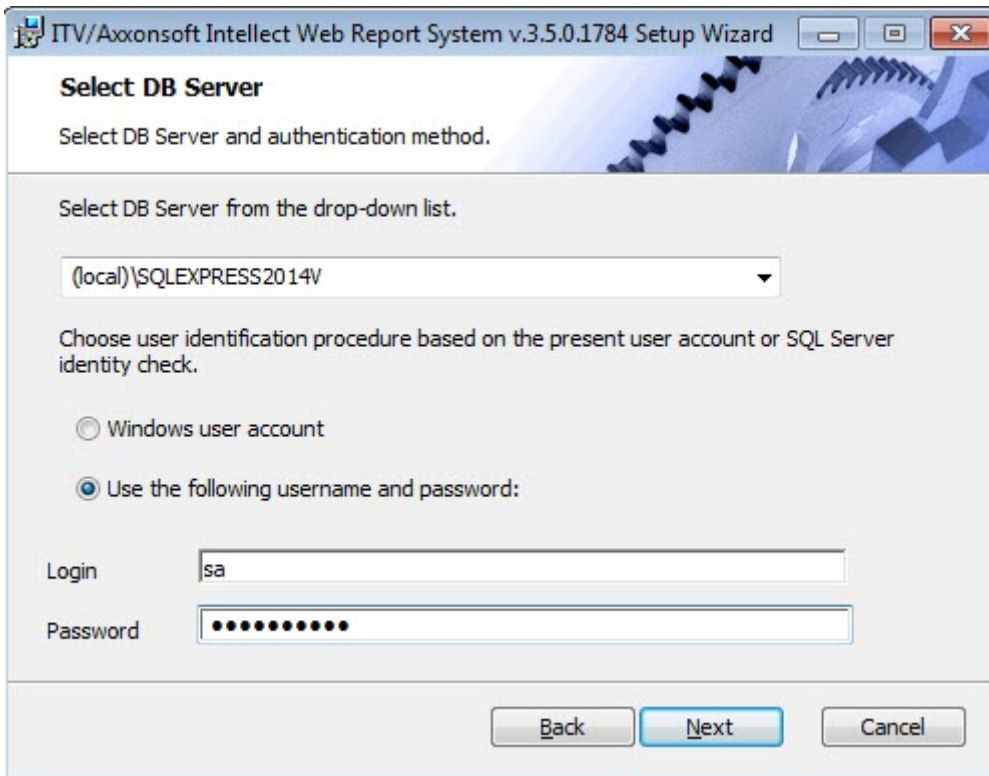 ITV/Axxonsoft Intellect Web Report System v.3.5.0.1784 Setup Wizard
Select DB Server
Select DB Server and authentication method.
Select DB Server from the drop-down list.
(local)\SQLEXPRESS2014V
Choose user identification procedure based on the present user account or SQL Server
identity check.
Windows user account
Use the following username and password:
Login
sa
Password
●●●●●●●●●●
Back
Next
Cancel